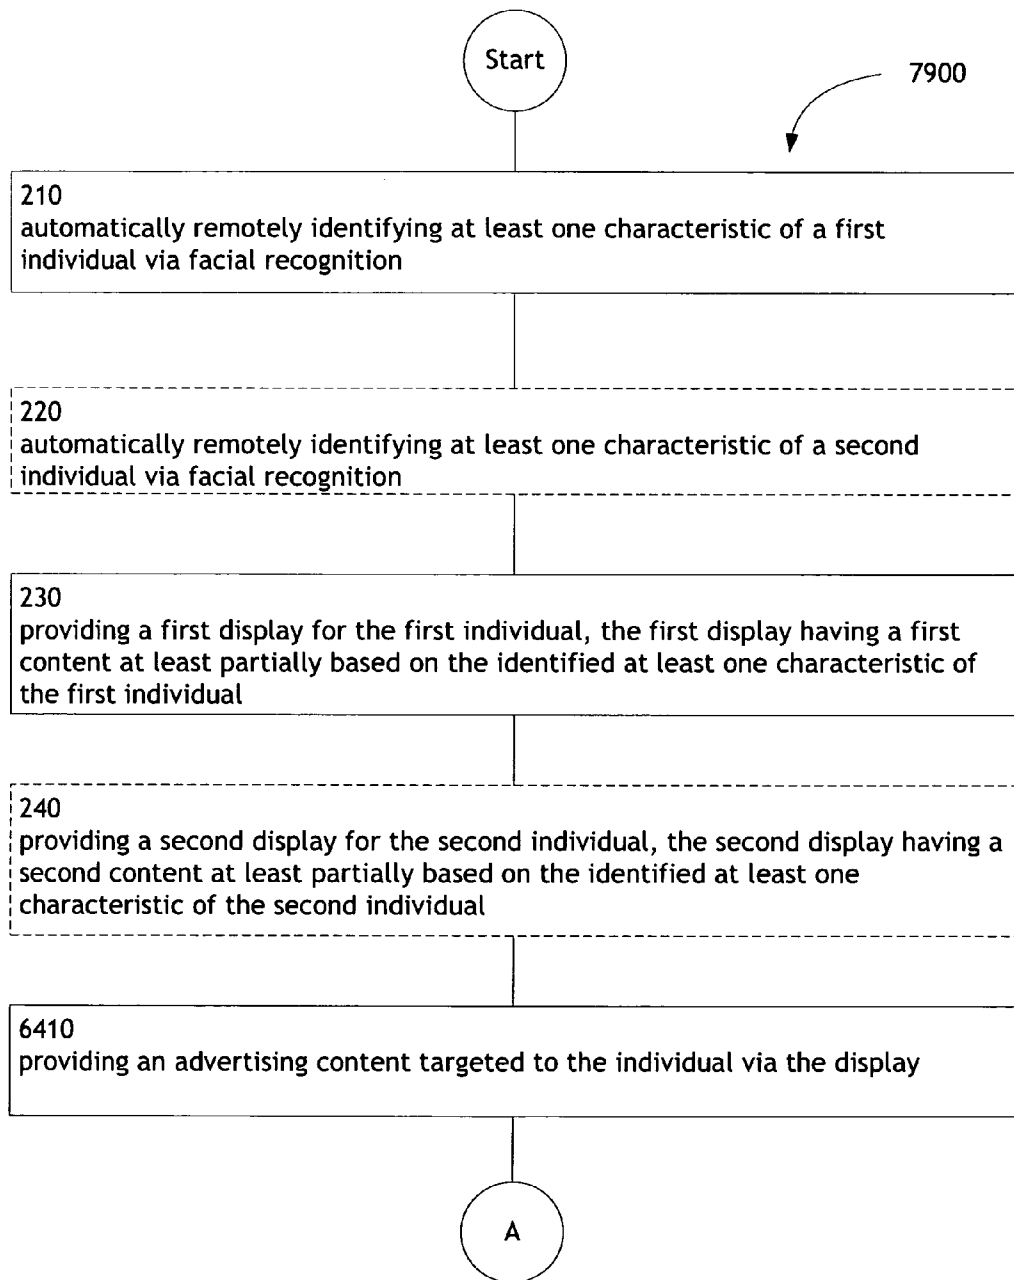 Start
7900
210
automatically remotely identifying at least one characteristic of a first
individual via facial recognition
220
automatically remotely identifying at least one characteristic of a second
individual via facial recognition
230
providing a first display for the first individual, the first display having a first
content at least partially based on the identified at least one characteristic of
the first individual
240
providing a second display for the second individual, the second display having a
second content at least partially based on the identified at least one
characteristic of the second individual
6410
providing an advertising content targeted to the individual via the display
A